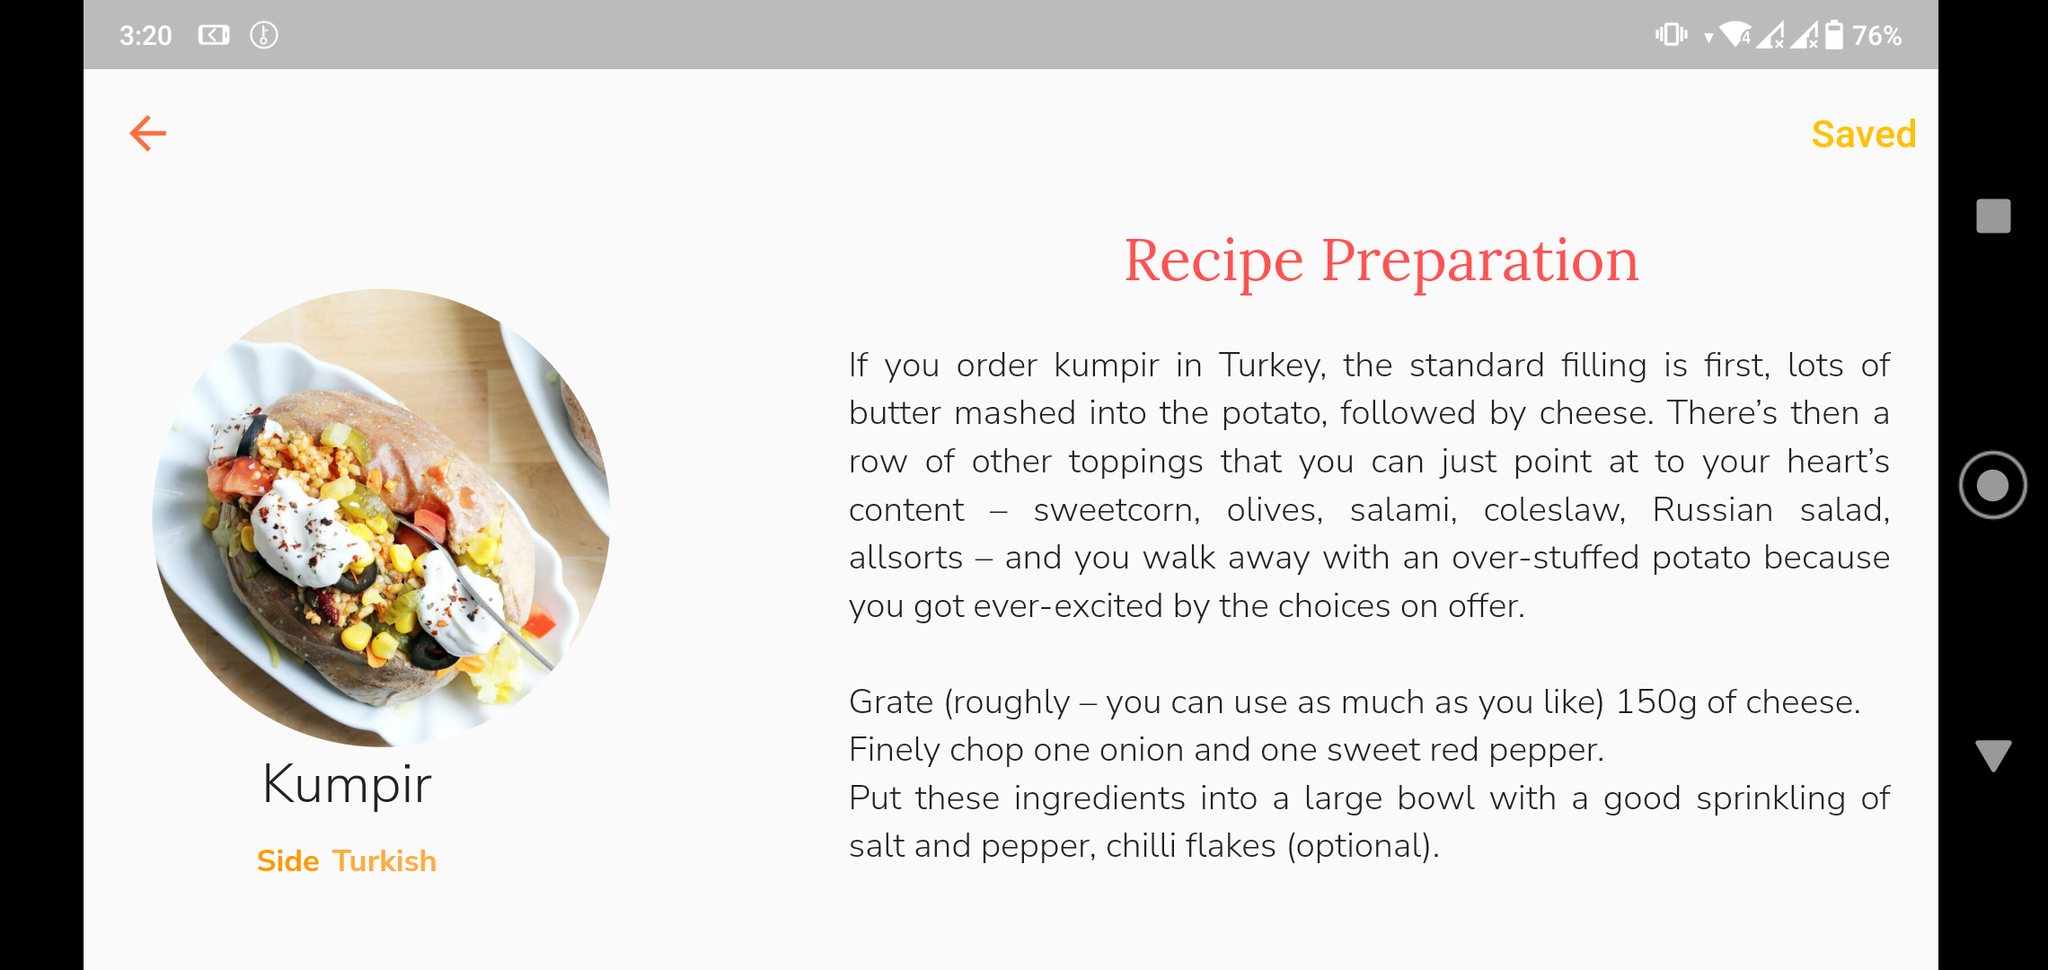 3:20
4
76%
Saved
Recipe Preparation
If you order kumpir in Turkey, the standard filling is first, lots of
butter mashed into the potato, followed by cheese. There’s then a
row of other toppings that you can just point at to your heart’s
content – sweetcorn, olives, salami, coleslaw, Russian salad,
allsorts – and you walk away with an over-stuffed potato because
you got ever-excited by the choices on offer.
Grate (roughly – you can use as much as you like) 150g of cheese.
Finely chop one onion and one sweet red pepper.
Put these ingredients into a large bowl with a good sprinkling of
salt and pepper, chilli flakes (optional).
Kumpir
Side Turkish